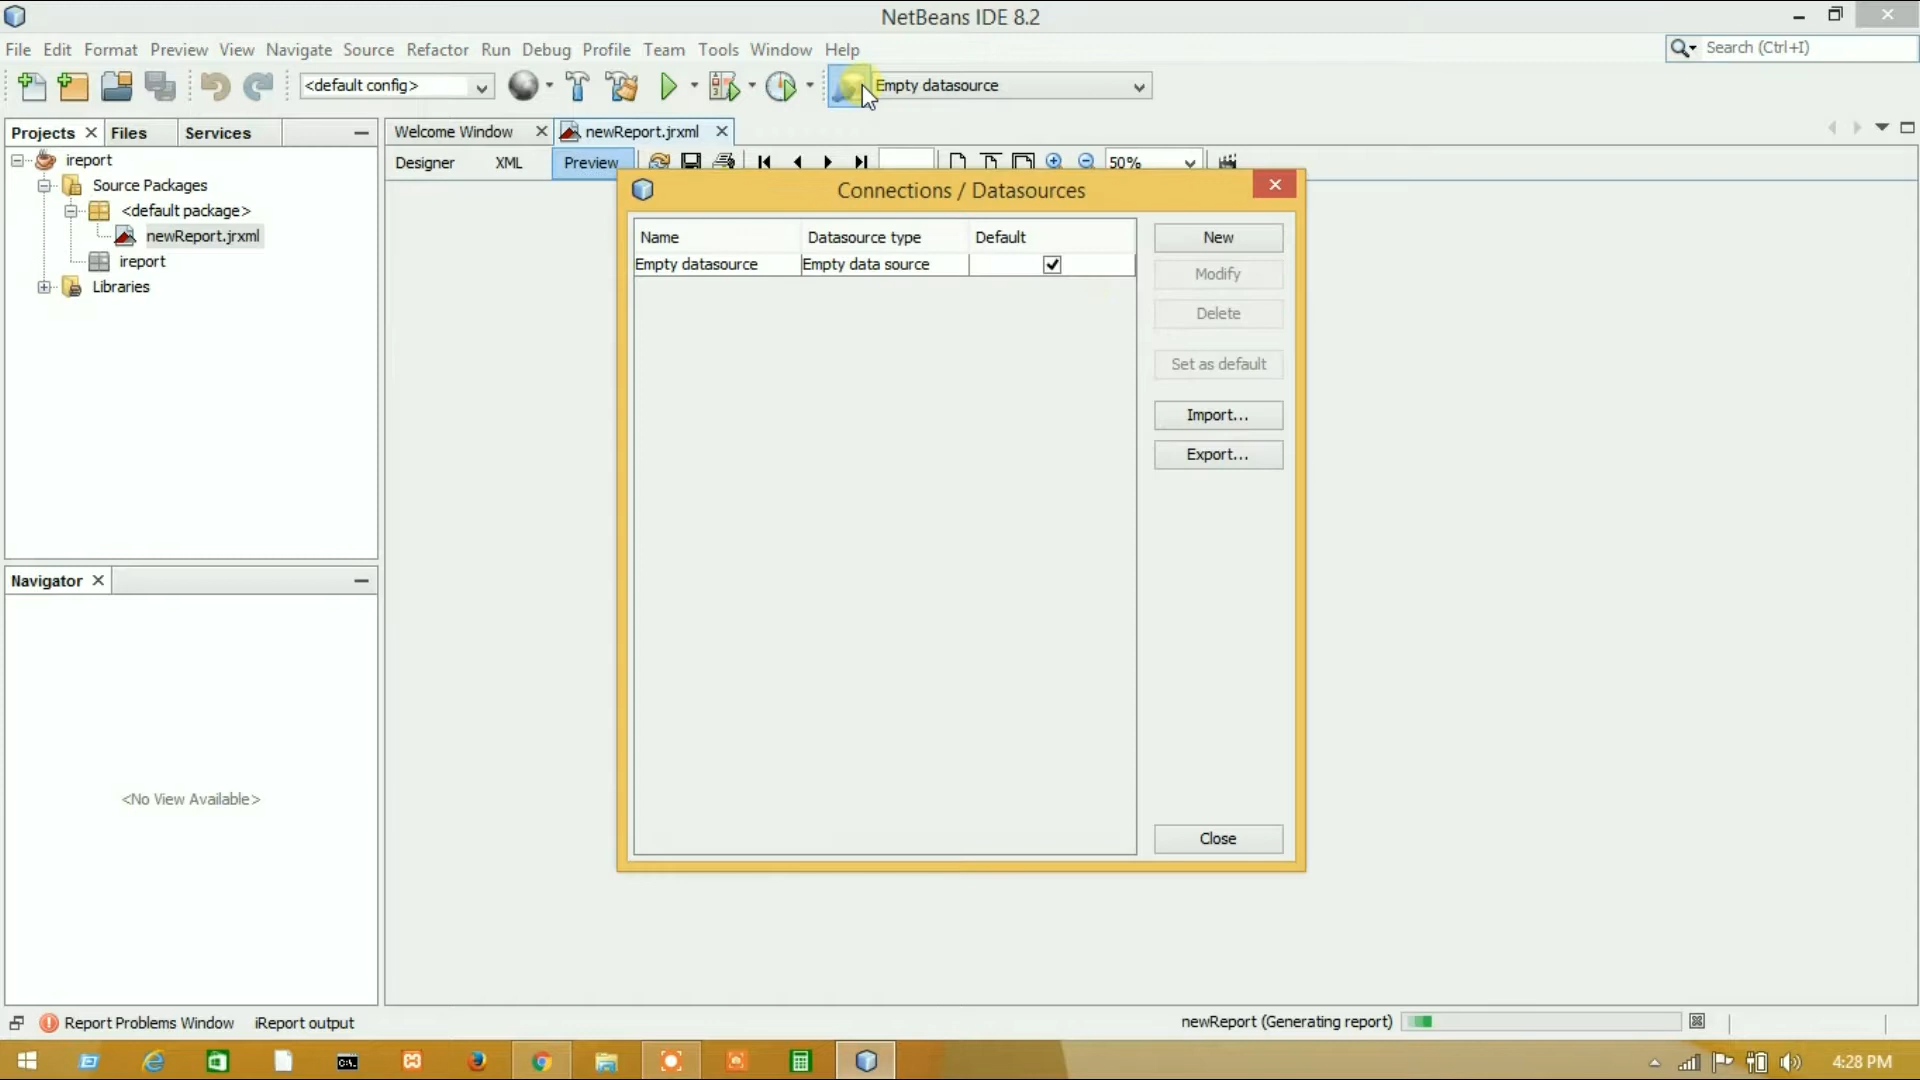 NetBeans IDE 8.2
File Edit Format Preview View Navigate Source Refactor Run Debug Profile Team Tools Window Help
Search (Ctrl+I)
<default config>
Empty datasource
Projects Files Services
Welcome Window newReport.jrxml
Designer XML Preview 50%
ireport
Source Packages
<default package>
newReport.jrxml
ireport
Libraries
Connections / Datasources
Name Datasource type Default
Empty datasource Empty data source
New
Modify
Delete
Set as default
Import...
Export...
Close
Navigator
<No View Available>
Report Problems Window iReport output
newReport (Generating report)
4:28 PM